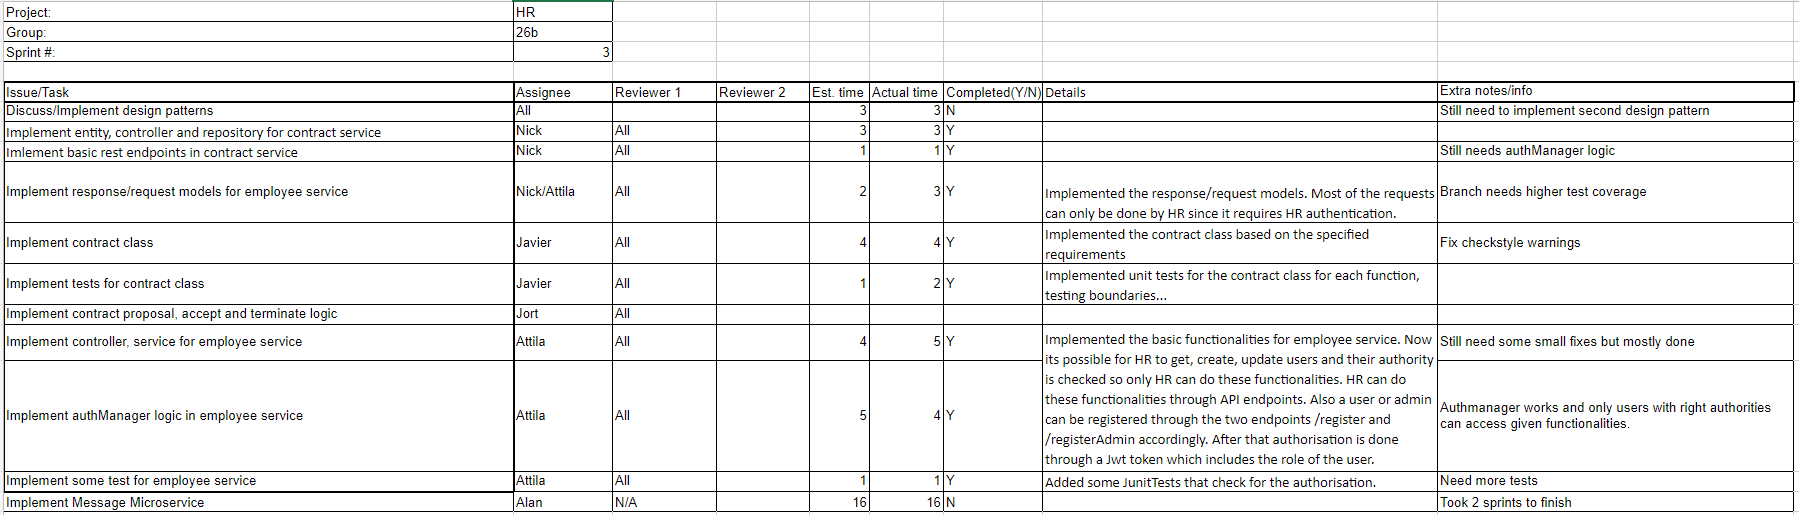 Project: HR
Group: 26b
Sprint #: 3
Issue/Task Assignee Reviewer 1 Reviewer 2 Est. time Actual time Completed(Y/N) Details Extra notes/info
Discuss/Implement design patterns All 3 3 N Still need to implement second design pattern
Implement entity, controller and repository for contract service Nick All 3 3 Y
Imlement basic rest endpoints in contract service Nick All 1 1 Y Still needs authManager logic
Implement response/request models for employee service Nick/Attila All 2 3 Y Implemented the response/request models. Most of the requests
can only be done by HR since it requires HR authentication.
Branch needs higher test coverage
Implement contract class Javier All 4 4 Y Implemented the contract class based on the specified
requirements
Fix checkstyle warnings
Implement tests for contract class Javier All 1 2 Y Implemented unit tests for the contract class for each function,
testing boundaries...
Implement contract proposal, accept and terminate logic Jort All
Implement controller, service for employee service Attila All 4 5 Y Still need some small fixes but mostly done
Implemented the basic functionalities for employee service. Now
its possible for HR to get, create, update users and their authority
is checked so only HR can do these functionalities. HR can do
these functionalities through API endpoints. Also a user or admin
can be registered through the two endpoints /register and
/registerAdmin accordingly. After that authorisation is done
through a Jwt token which includes the role of the user.
Implement authManager logic in employee service Attila All 5 4 Y Authmanager works and only users with right authorities
can access given functionalities.
Implement some test for employee service Attila All 1 1 Y Added some JunitTests that check for the authorisation. Need more tests
Implement Message Microservice Alan N/A 16 16 N Took 2 sprints to finish